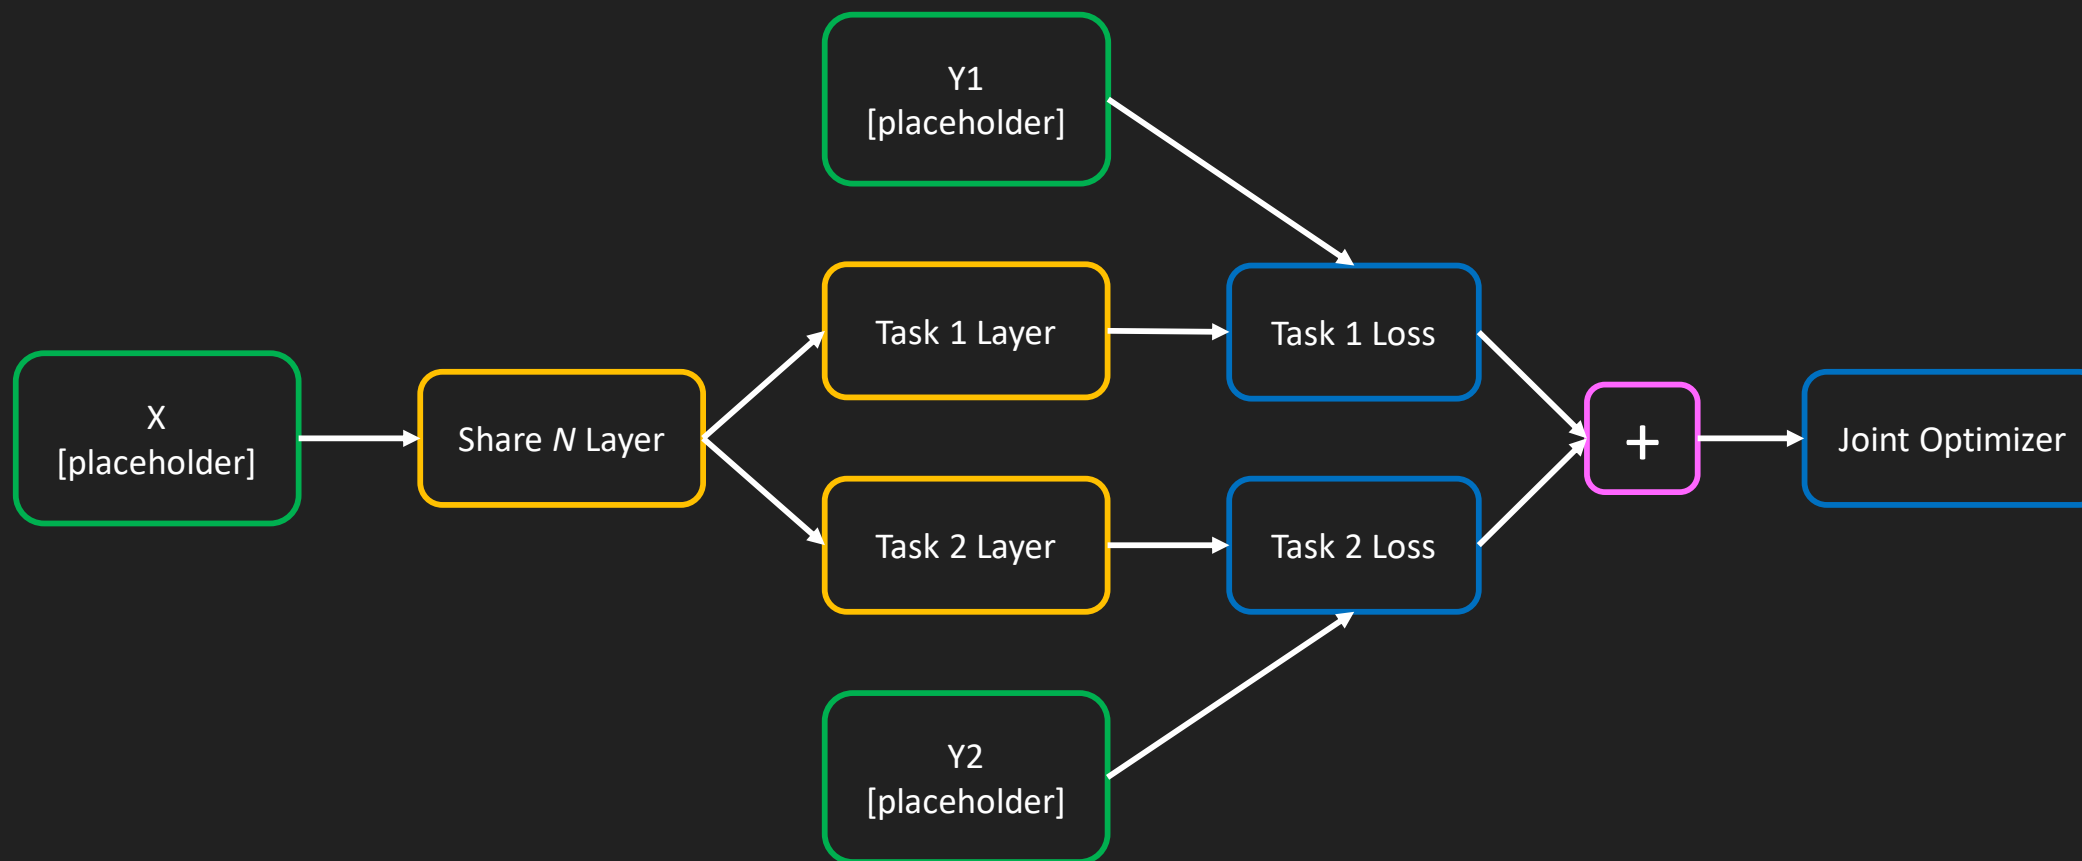 Y1
[placeholder]
Task 1 Layer
Task 1 Loss
X
[placeholder]
Share N Layer
+
Joint Optimizer
Task 2 Layer
Task 2 Loss
Y2
[placeholder]